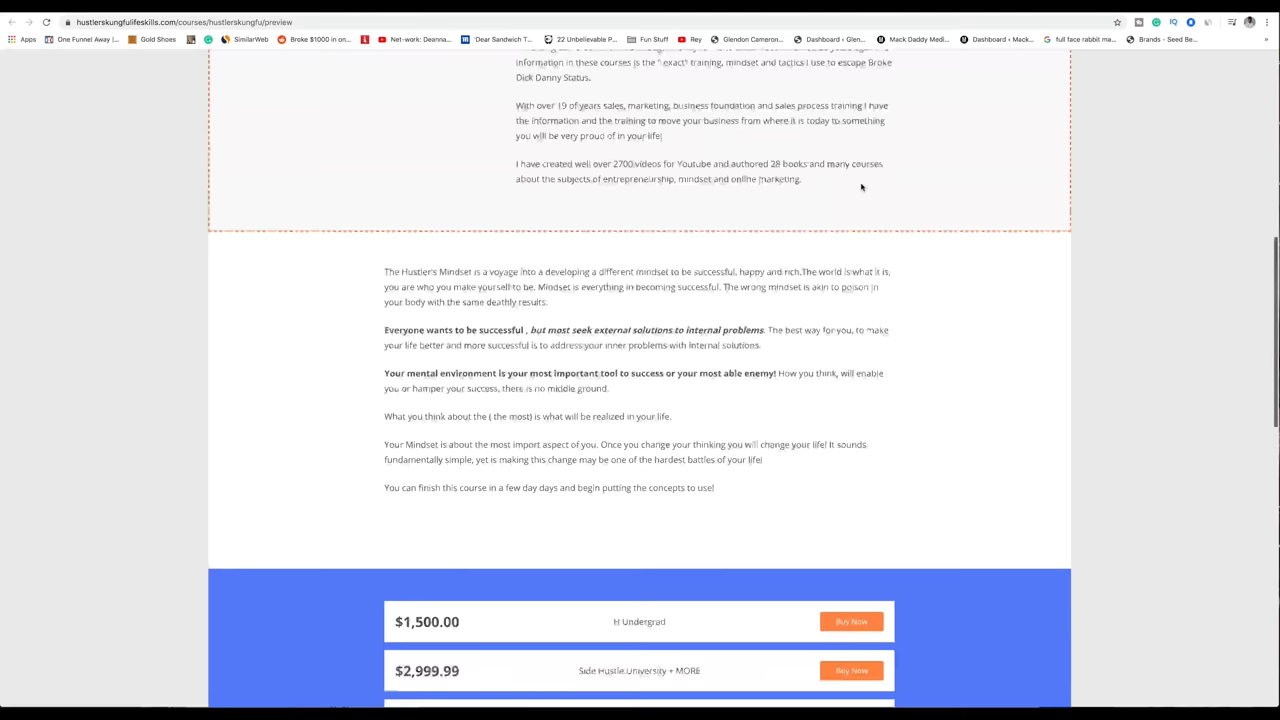 hustlerskungfulifeskills.com/courses/hustlerskungfu/preview
Apps One Funnel Away |... Gold Shoes SimilarWeb Broke $1000 in on... Net-work: Deanna... 'Dear Sandwich T... 22 Unbelievable P... Fun Stuff Rey Glendon Cameron... Dashboard ‹ Glen... Mack Daddy Medi... Dashboard ‹ Mack... full face rabbit ma... Brands - Seed Be... »
information in these courses is the " exact" training, mindset and tactics I use to escape Broke
Dick Danny Status.
With over 19 of years sales, marketing, business foundation and sales process training I have
the information and the training to move your business from where it is today to something
you will be very proud of in your life!
I have created well over 2700 videos for Youtube and authored 28 books and many courses
about the subjects of entrepreneurship, mindset and online marketing.
The Hustler's Mindset is a voyage into a developing a different mindset to be successful, happy and rich.The world is what it is,
you are who you make yourself to be. Mindset is everything in becoming successful. The wrong mindset is akin to poison in
your body with the same deathly results.
Everyone wants to be successful , but most seek external solutions to internal problems. The best way for you, to make
your life better and more successful is to address your inner problems with internal solutions.
Your mental environment is your most important tool to success or your most able enemy! How you think, will enable
you or hamper your success, there is no middle ground.
What you think about the ( the most) is what will be realized in your life.
Your Mindset is about the most import aspect of you. Once you change your thinking you will change your life! It sounds
fundamentally simple, yet is making this change may be one of the hardest battles of your life!
You can finish this course in a few day days and begin putting the concepts to use!
$1,500.00 H Undergrad Buy Now
$2,999.99 Side Hustle University + MORE Buy Now